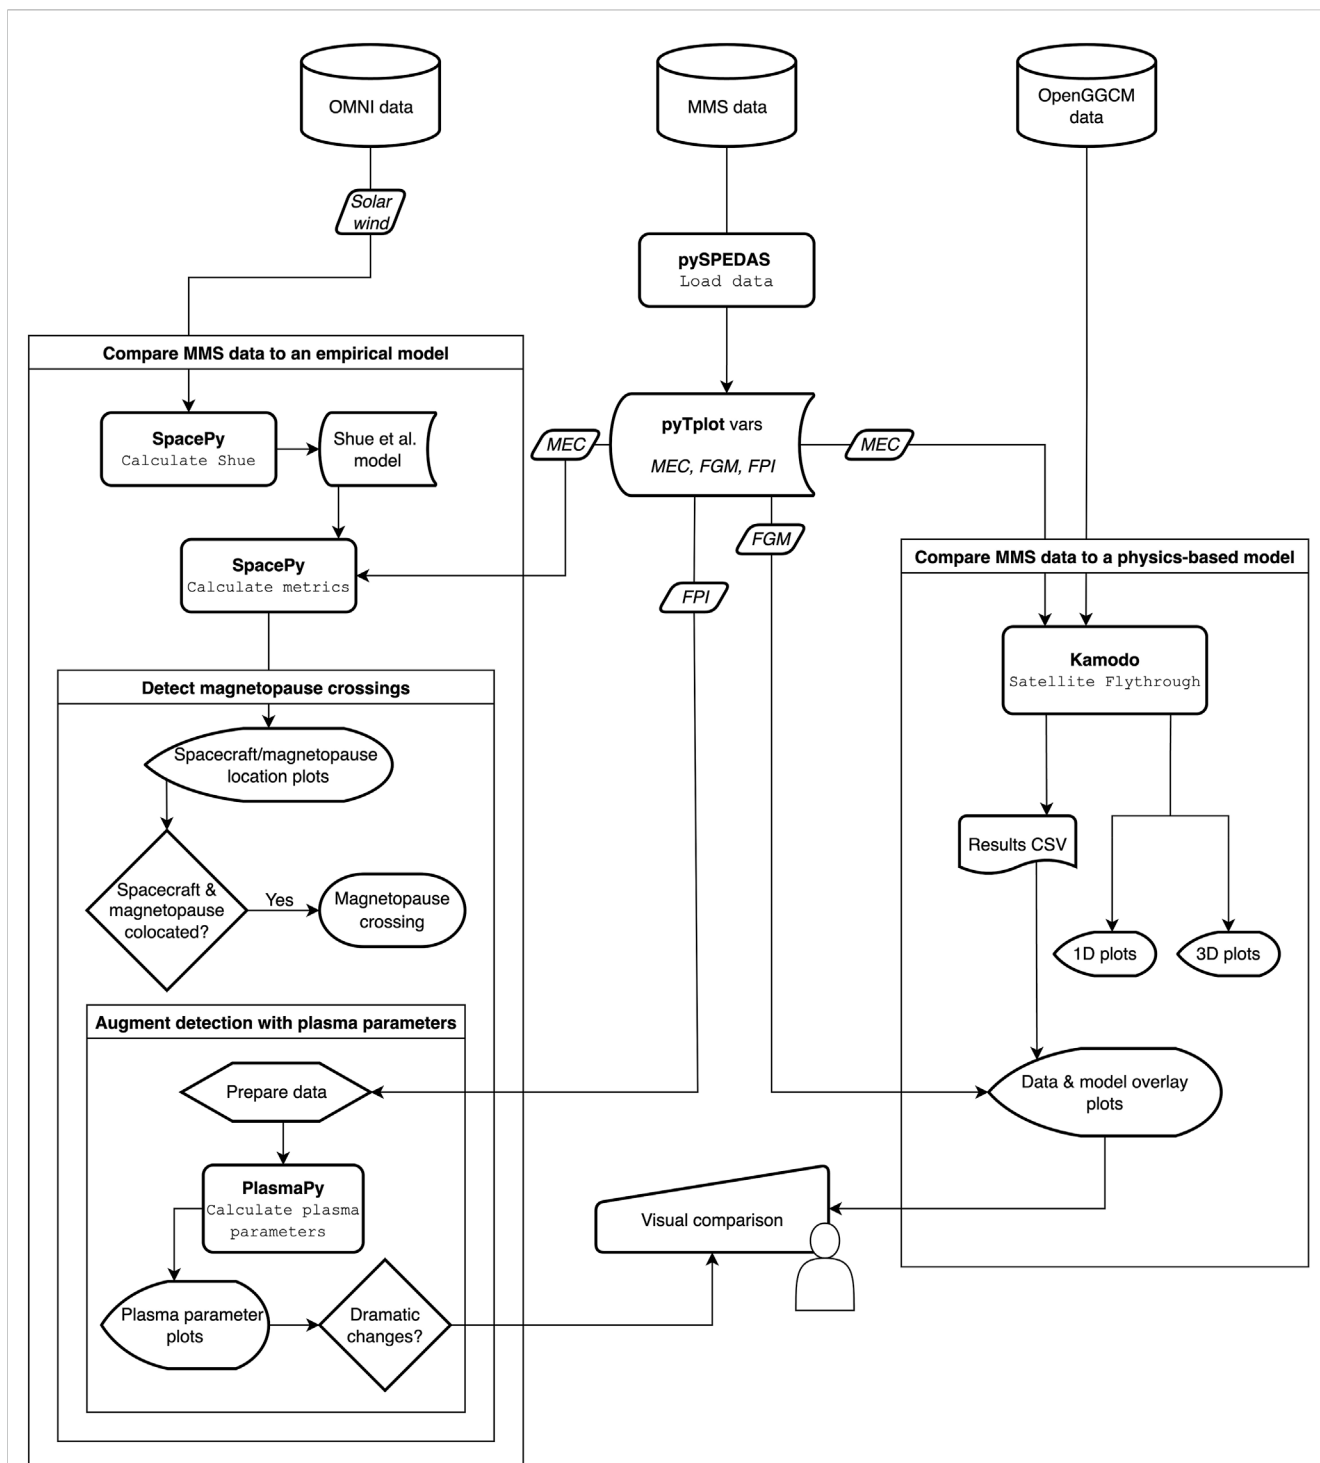 OMNI data
MMS data
OpenGGCM
data
Solar
wind
pySPEDAS
Load data
Compare MMS data to an empirical model
SpacePy
Calculate Shue
Shue et al.
model
MEC
pyTplot vars
MEC, FGM, FPI
MEC
FGM
FPI
SpacePy
Calculate metrics
Compare MMS data to a physics-based model
Kamodo
Satellite Flythrough
Detect magnetopause crossings
Spacecraft/magnetopause
location plots
Spacecraft &
magnetopause
colocated?
Yes
Magnetopause
crossing
Results CSV
1D plots
3D plots
Augment detection with plasma parameters
Prepare data
Data & model overlay
plots
PlasmaPy
Calculate plasma
parameters
Visual comparison
Plasma parameter
plots
Dramatic
changes?